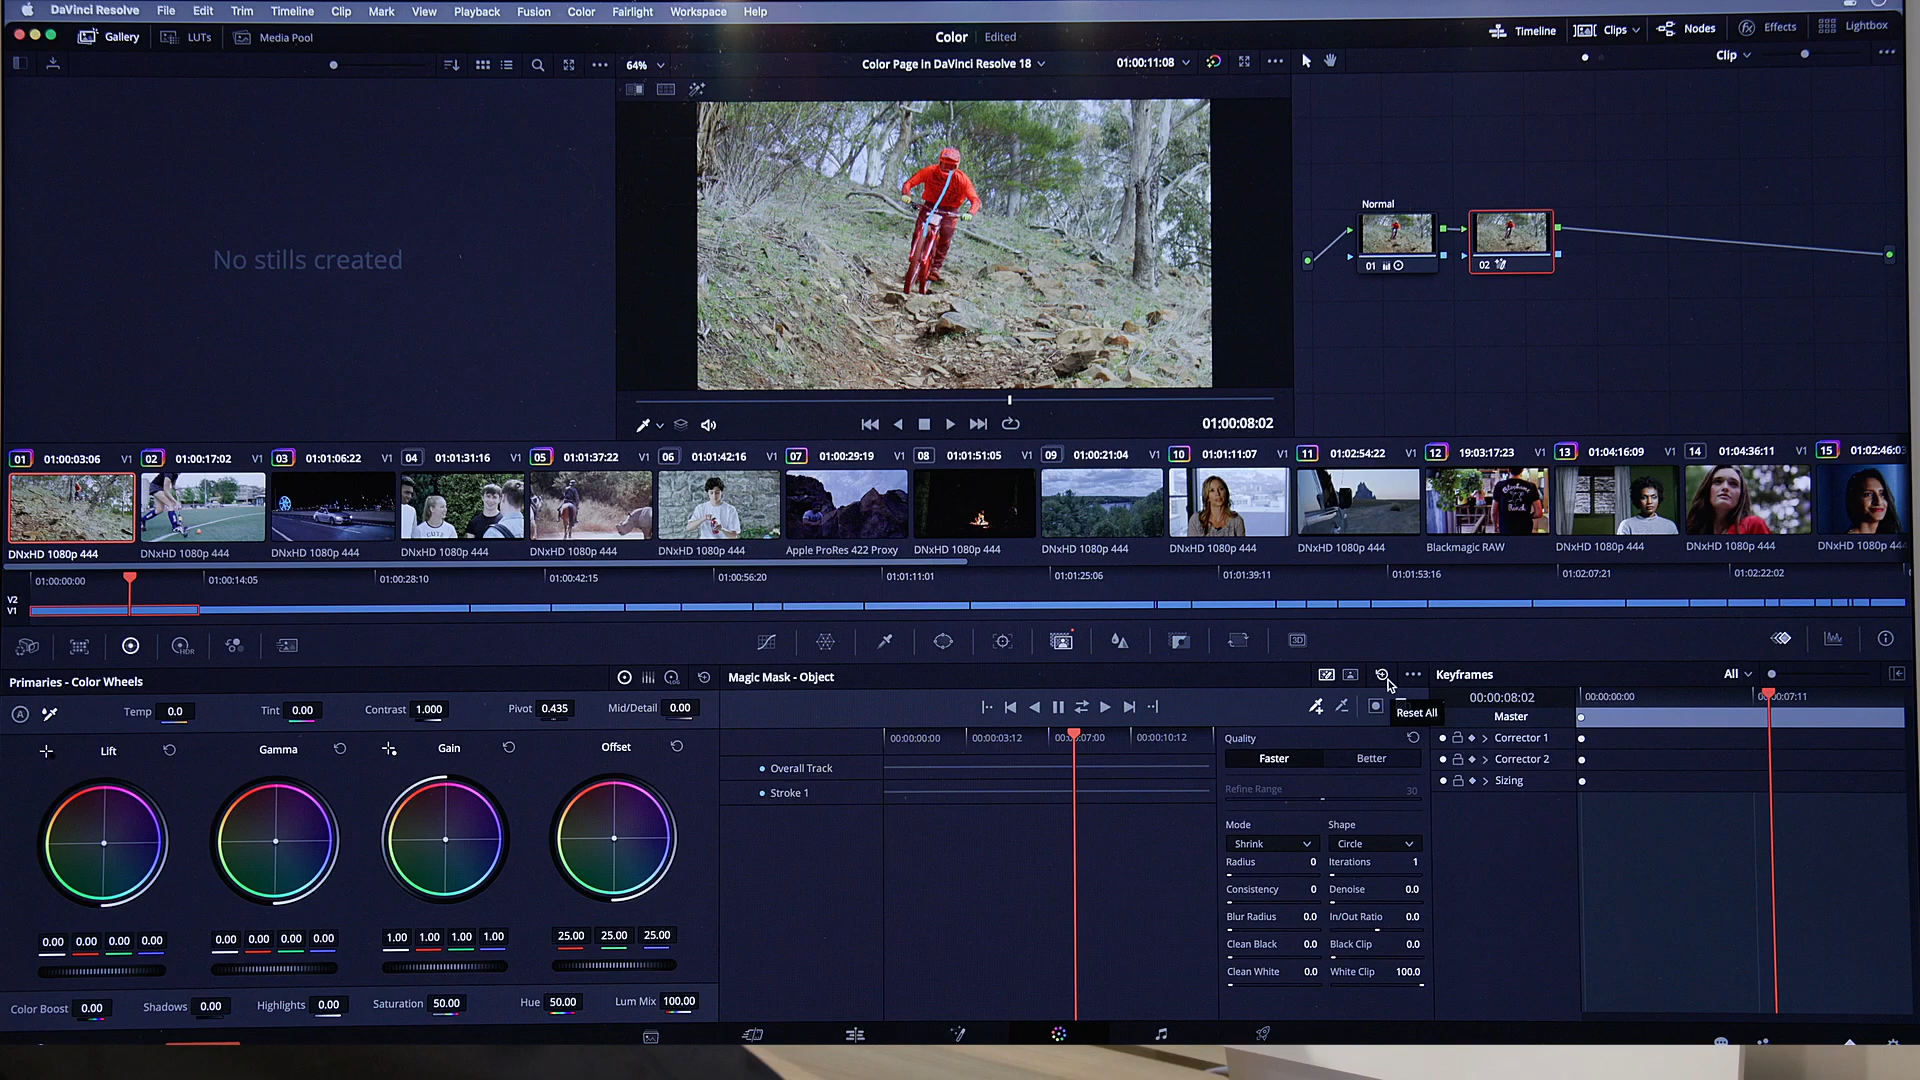 DaVinci Resolve File Edit Trim Timeline Clip Mark View Playback Fusion Color Fairlight Workspace Help
Gallery LUTs Media Pool Color Edited Timeline Clips Nodes Effects Lightbox
64% Color Page in DaVinci Resolve 18 01:00:11:08 Clip
No stills created
Normal
01 02
01:00:08:02
01 01:00:03:06 V1 02 01:00:17:02 V1 03 01:01:06:22 V1 04 01:01:31:16 V1 05 01:01:37:22 V1 06 01:01:42:16 V1 07 01:00:29:19 V1 08 01:01:51:05 V1 09 01:00:21:04 V1 10 01:01:11:07 V1 11 01:02:54:22 V1 12 19:03:17:23 V1 13 01:04:16:09 V1 14 01:04:36:11 V1 15 01:02:46:03
DNxHD 1080p 444 DNxHD 1080p 444 DNxHD 1080p 444 DNxHD 1080p 444 DNxHD 1080p 444 DNxHD 1080p 444 Apple ProRes 422 Proxy DNxHD 1080p 444 DNxHD 1080p 444 DNxHD 1080p 444 DNxHD 1080p 444 Blackmagic RAW DNxHD 1080p 444 DNxHD 1080p 444 DNxHD 1080p 444
01:00:00:00 01:00:14:05 01:00:28:10 01:00:42:15 01:00:56:20 01:01:11:01 01:01:25:06 01:01:39:11 01:01:53:16 01:02:07:21 01:02:22:02
V2
V1
HDR 3D
Primaries - Color Wheels Magic Mask - Object Keyframes All
Temp 0.0 Tint 0.00 Contrast 1.000 Pivot 0.435 Mid/Detail 0.00
Reset All
00:00:08:02 00:00:00:00
Master
Lift Gamma Gain Offset
00:00:00:00 00:00:03:12 00:00:10:12
Overall Track
Stroke 1
Quality
Faster Better
Refine Range 30
Mode Shape
Shrink Circle
Radius 0 Iterations 1
Consistency 0 Denoise 0.0
Blur Radius 0.0 In/Out Ratio 0.0
Clean Black 0.0 Black Clip 0.0
Clean White 0.0 White Clip 100.0
Corrector 1
Corrector 2
Sizing
0.00 0.00 0.00 0.00 0.00 0.00 0.00 0.00 1.00 1.00 1.00 1.00 25.00 25.00 25.00
Color Boost 0.00 Shadows 0.00 Highlights 0.00 Saturation 50.00 Hue 50.00 Lum Mix 100.00